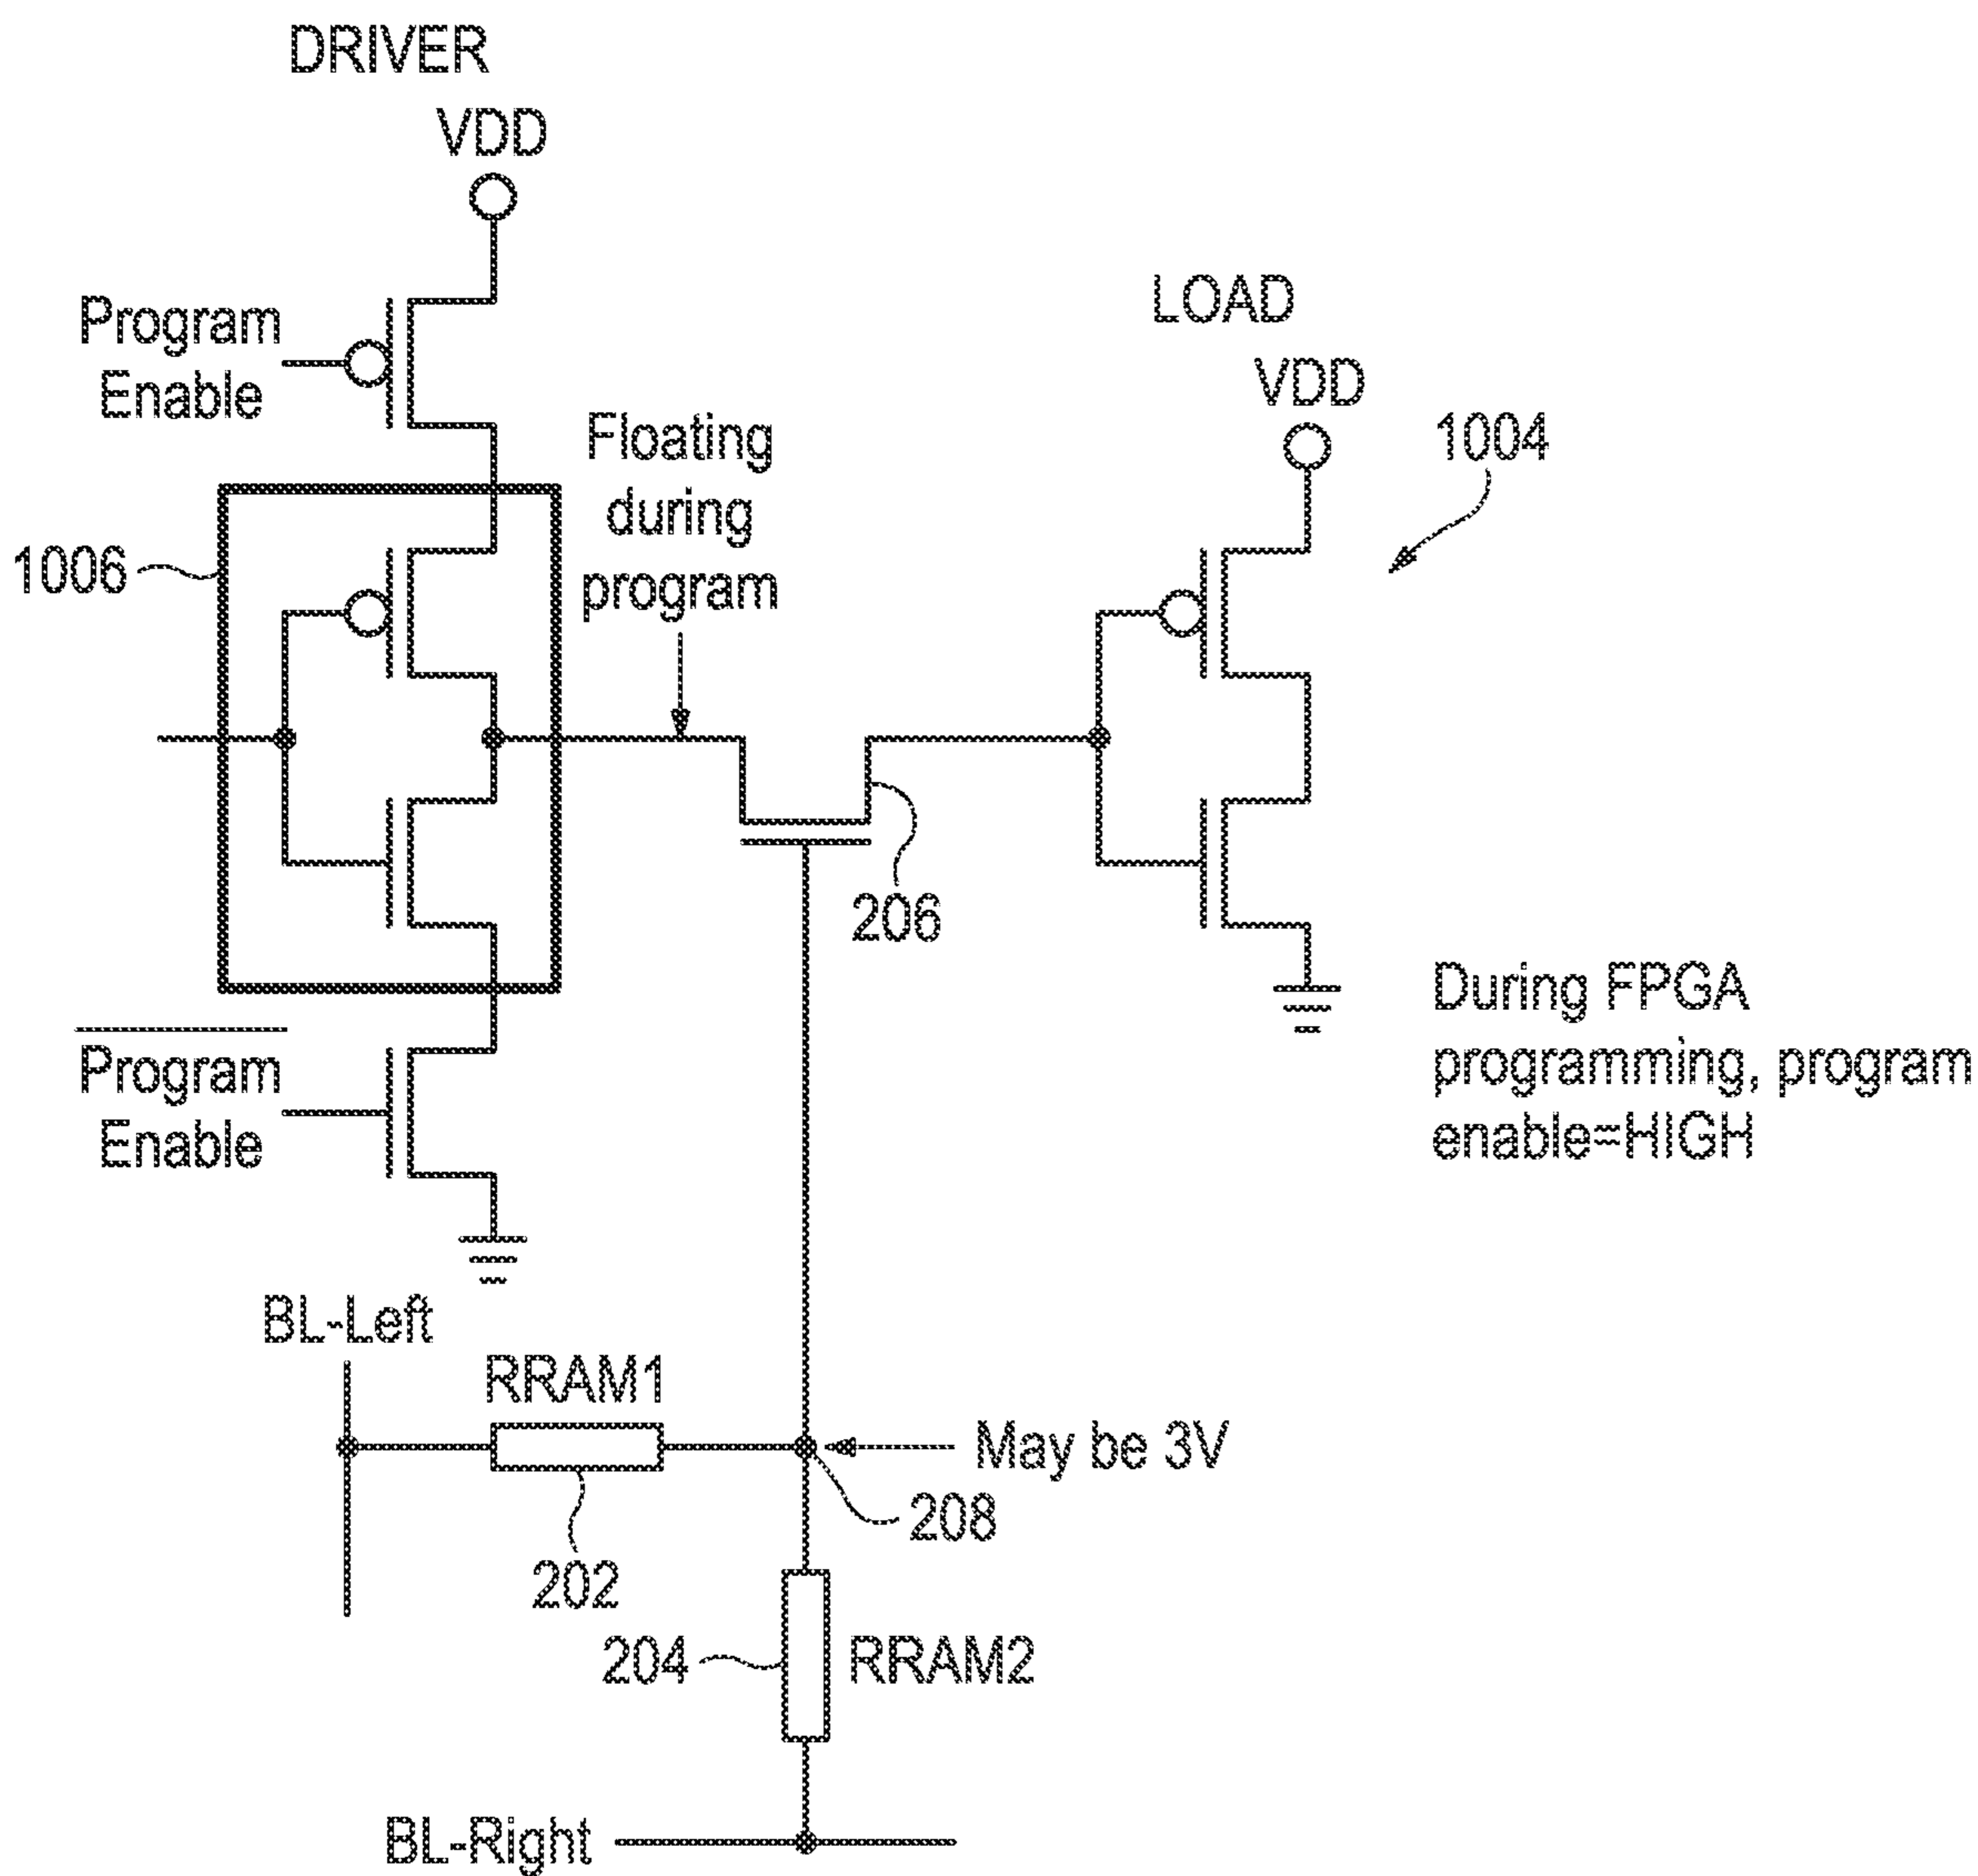 DRIVER
VDD
Program
Enable
LOAD
VDD
1004
Floating
during
program
1006
206
Program
Enable
During FPGA
programming, program
enable=HIGH
BL-Left
RRAM1
May be 3V
208
202
204
RRAM2
BL-Right